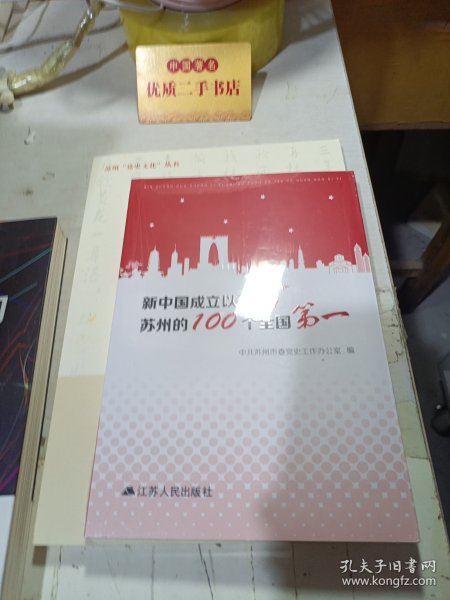 中国著名
优质二手书店
苏州“党史文化”丛书
新中国成立以
苏州的100个全国第一
中共苏州市委党史工作办公室 编
江苏人民出版社
孔夫子旧书网
www.kongfz.com